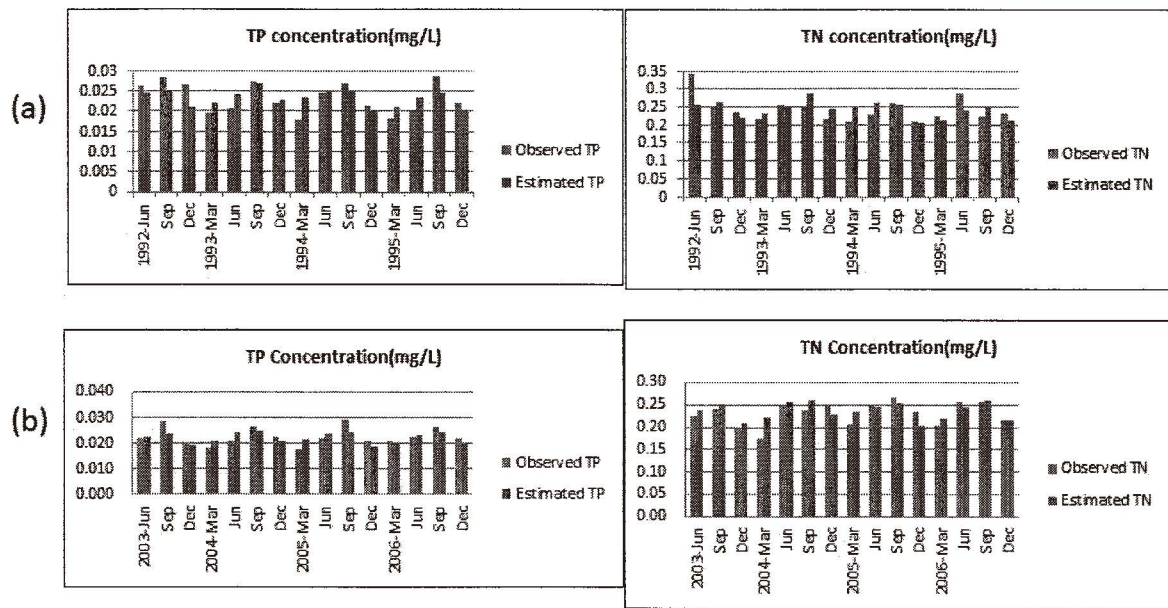 (a)
TP concentration(mg/L)
0.03
0.025
0.02
0.015
0.01
0.005
0
1992-Jun
Sep
Dec
1993-Mar
Jun
Sep
Dec
1994-Mar
Jun
Sep
Dec
1995-Mar
Jun
Sep
Dec
Observed TP
Estimated TP
TN concentration(mg/L)
0.35
0.3
0.25
0.2
0.15
0.1
0.05
0
1992-Jun
Sep
Dec
1993-Mar
Jun
Sep
Dec
1994-Mar
Jun
Sep
Dec
1995-Mar
Jun
Sep
Dec
Observed TN
Estimated TN
(b)
TP Concentration(mg/L)
0.040
0.030
0.020
0.010
0.000
2003-Jun
Sep
Dec
2004-Mar
Jun
Sep
Dec
2005-Mar
Jun
Sep
Dec
2006-Mar
Jun
Sep
Dec
Observed TP
Estimated TP
TN Concentration(mg/L)
0.30
0.25
0.20
0.15
0.10
0.05
0.00
2003-Jun
Sep
Dec
2004-Mar
Jun
Sep
Dec
2005-Mar
Jun
Sep
Dec
2006-Mar
Jun
Sep
Dec
Observed TN
Estimated TN